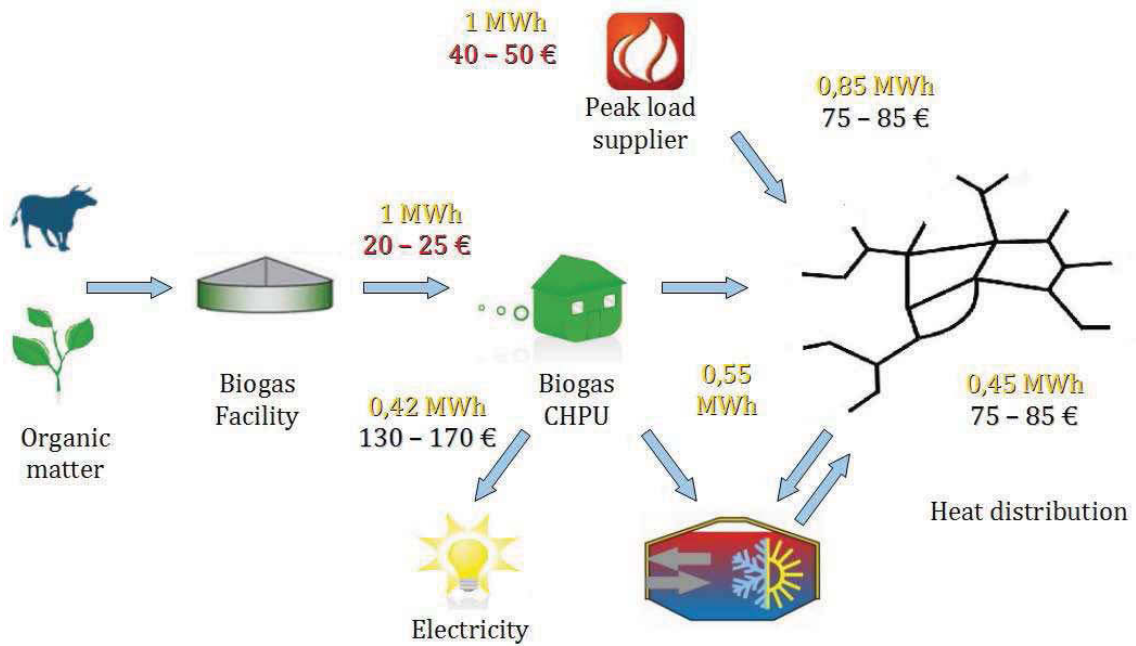 1 MWh
40 – 50 €
Peak load
supplier
0,85 MWh
75 – 85 €
1 MWh
20 – 25 €
Organic
matter
Biogas
Facility
0,42 MWh
130 – 170 €
Biogas
CHPU
0,55
MWh
0,45 MWh
75 – 85 €
Heat distribution
Electricity